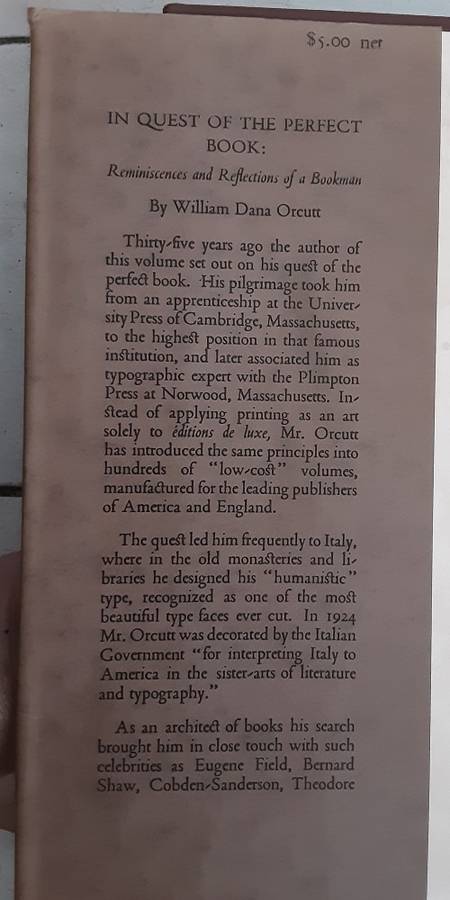 $5.00 net
IN QUEST OF THE PERFECT
BOOK:
Reminiscences and Reflections of a Bookman
By William Dana Orcutt
Thirty-five years ago the author of
this volume set out on his quest of the
perfect book. His pilgrimage took him
from an apprenticeship at the Univer-
sity Press of Cambridge, Massachusetts,
to the highest position in that famous
institution, and later associated him as
typographic expert with the Plimpton
Press at Norwood, Massachusetts. In-
stead of applying printing as an art
solely to éditions de luxe, Mr. Orcutt
has introduced the same principles into
hundreds of "low-cost" volumes,
manufactured for the leading publishers
of America and England.
The quest led him frequently to Italy,
where in the old monasteries and li-
braries he designed his "humanistic"
type, recognized as one of the most
beautiful type faces ever cut. In 1924
Mr. Orcutt was decorated by the Italian
Government "for interpreting Italy to
America in the sister-arts of literature
and typography."
As an architect of books his search
brought him in close touch with such
celebrities as Eugene Field, Bernard
Shaw, Cobden-Sanderson, Theodore